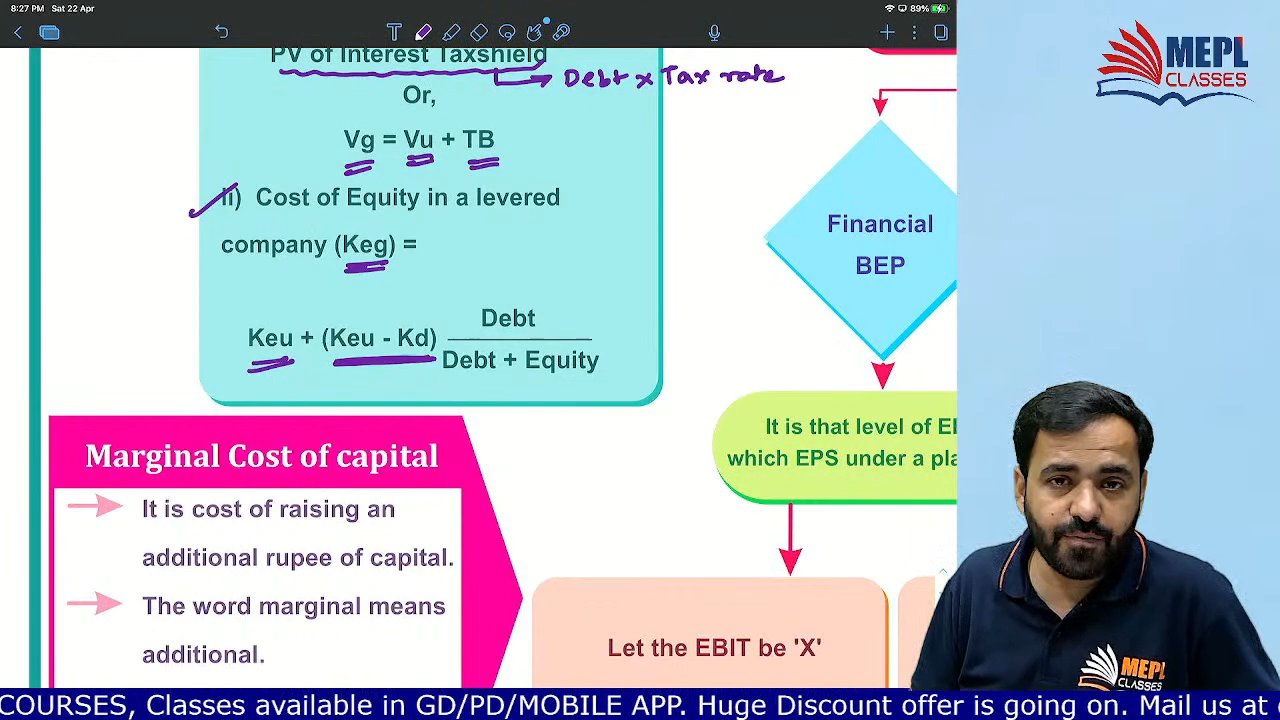 8:27 PM Sat 22 Apr
89%
MEPL
CLASSES
PV of Interest Taxshield
Debt x Tax rate
Or,
Vg = Vu + TB
ii) Cost of Equity in a levered
company (Keg) =
Debt
Keu + (Keu - Kd)
Debt + Equity
Financial
BEP
It is that level of
which EPS under a
Marginal Cost of capital
It is cost of raising an
additional rupee of capital.
The word marginal means
additional.
Let the EBIT be 'X'
MEPL
CLASSES
COURSES, Classes available in GD/PD/MOBILE APP. Huge Discount offer is going on. Mail us at